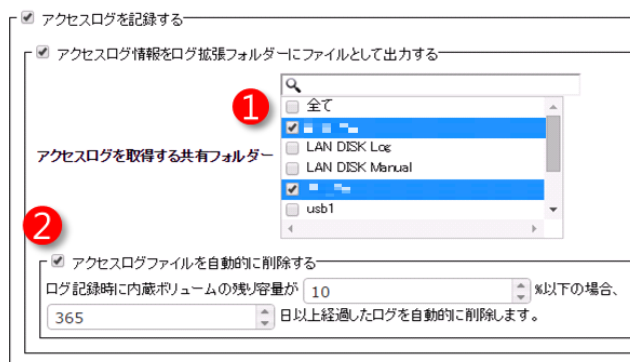 アクセスログを記録する
アクセスログ情報をログ拡張フォルダーにファイルとして出力する
1
全て
LAN DISK Log
アクセスログを取得する共有フォルダー
LAN DISK Manual
usb1
2
アクセスログファイルを自動的に削除する
ログ記録時に内蔵ボリュームの残り容量が 10 %以下の場合、
365 日以上経過したログを自動的に削除します。